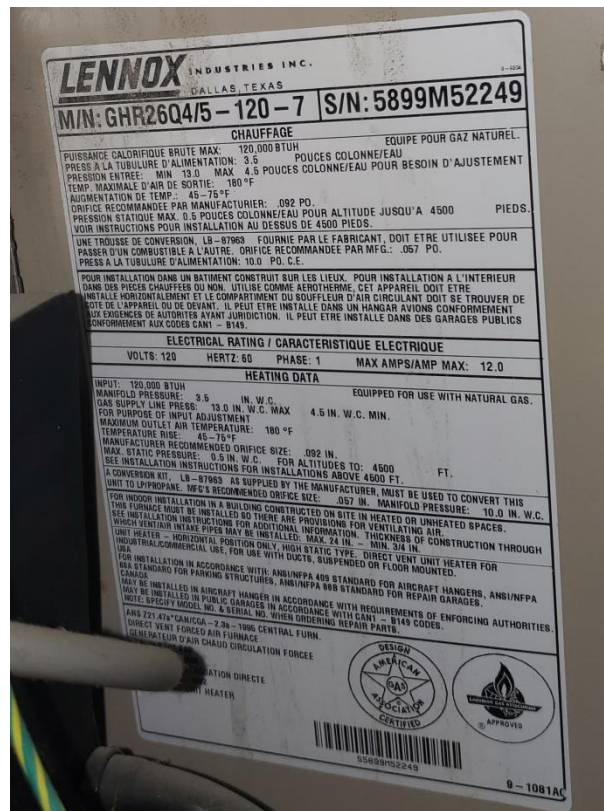 LENNOX INDUSTRIES INC.
DALLAS, TEXAS
M/N: GHR26Q4/5-120-7 S/N: 5899M52249
CHAUFFAGE
PUISSANCE CALORIFIQUE BRUTE MAX: 120,000 BTUH EQUIPE POUR GAZ NATUREL.
PRESS A LA TUBULURE D'ALIMENTATION: 3.5 POUCES COLONNE/EAU
PRESSION ENTREE: MIN 13.0 MAX 4.5 POUCES COLONNE/EAU POUR BESOIN D'AJUSTEMENT
TEMP. MAXIMALE D'AIR DE SORTIE: 180 °F
AUGMENTATION DE TEMP.: 45-75°F
ORIFICE RECOMMANDEE PAR MANUFACTURIER: .092 PO.
PRESSION STATIQUE MAX. 0.5 POUCES COLONNE/EAU POUR ALTITUDE JUSQU'A 4500 PIEDS.
VOIR INSTRUCTIONS POUR INSTALLATION AU DESSUS DE 4500 PIEDS.
UNE TROUSSE DE CONVERSION, LB-87963 FOURNIE PAR LE FABRICANT, DOIT ETRE UTILISEE POUR
PASSER D'UN COMBUSTIBLE A L'AUTRE. ORIFICE RECOMMANDEE PAR MFG.: .057 PO.
PRESS A LA TUBULURE D'ALIMENTATION: 10.0 PO. C.E.
POUR INSTALLATION DANS UN BATIMENT CONSTRUIT SUR LES LIEUX. POUR INSTALLATION A L'INTERIEUR
DANS DES PIECES CHAUFFEES OU NON. UTILISE COMME AEROTHERME, CET APPAREIL DOIT ETRE
INSTALLE HORIZONTALEMENT ET LE COMPARTIMENT DU SOUFFLEUR D'AIR CIRCULANT DOIT SE TROUVER DE
COTE DE L'APPAREIL OU DE DEVANT. IL PEUT ETRE INSTALLE DANS UN HANGAR AVIONS CONFORMEMENT
AUX EXIGENCES DE AUTORITES AYANT JURIDICTION. IL PEUT ETRE INSTALLE DANS DES GARAGES PUBLICS
CONFORMEMENT AUX CODES CAN1 - B149.
ELECTRICAL RATING / CARACTERISTIQUE ELECTRIQUE
VOLTS: 120 HERTZ: 60 PHASE: 1 MAX AMPS/AMP MAX: 12.0
HEATING DATA
INPUT: 120,000 BTUH EQUIPPED FOR USE WITH NATURAL GAS.
MANIFOLD PRESSURE: 3.5 IN. W.C.
GAS SUPPLY LINE PRESS: 13.0 IN. W.C. MAX 4.5 IN. W.C. MIN.
FOR PURPOSE OF INPUT ADJUSTMENT
MAXIMUM OUTLET AIR TEMPERATURE: 180 °F
TEMPERATURE RISE: 45-75°F
MANUFACTURER RECOMMENDED ORIFICE SIZE: .092 IN.
MAX. STATIC PRESSURE: 0.5 IN. W.C. FOR ALTITUDES TO: 4500 FT.
SEE INSTALLATION INSTRUCTIONS FOR INSTALLATIONS ABOVE 4500 FT.
A CONVERSION KIT, LB-87963 AS SUPPLIED BY THE MANUFACTURER, MUST BE USED TO CONVERT THIS
UNIT TO LP/PROPANE. MFG'S RECOMMENDED ORIFICE SIZE: .057 IN. MANIFOLD PRESSURE: 10.0 IN. W.C.
FOR INDOOR INSTALLATION IN A BUILDING CONSTRUCTED ON SITE IN HEATED OR UNHEATED SPACES.
THIS FURNACE MUST BE INSTALLED SO THERE ARE PROVISIONS FOR VENTILATING AIR.
SEE INSTALLATION INSTRUCTIONS FOR ADDITIONAL INFORMATION. THICKNESS OF CONSTRUCTION THROUGH
WHICH VENT/AIR INTAKE PIPES MAY BE INSTALLED: MAX. 24 IN. - MIN. 3/4 IN.
UNIT HEATER - HORIZONTAL POSITION ONLY, HIGH STATIC TYPE. DIRECT VENT UNIT HEATER FOR
INDUSTRIAL/COMMERCIAL USE, FOR USE WITH DUCTS, SUSPENDED OR FLOOR MOUNTED.
USA
FOR INSTALLATION IN ACCORDANCE WITH: ANSI/NFPA 409 STANDARD FOR AIRCRAFT HANGERS, ANSI/NFPA
88A STANDARD FOR PARKING STRUCTURES, ANSI/NFPA 88B STANDARD FOR REPAIR GARAGES.
CANADA
MAY BE INSTALLED IN AIRCRAFT HANGER IN ACCORDANCE WITH REQUIREMENTS OF ENFORCING AUTHORITIES.
MAY BE INSTALLED IN PUBLIC GARAGES IN ACCORDANCE WITH CAN1 - B149 CODES.
NOTE: SPECIFY MODEL NO. & SERIAL NO. WHEN ORDERING REPAIR PARTS.
ANS Z21.47a*CAN/CGA-2.3a-1995 CENTRAL FURN.
DIRECT VENT FORCED AIR FURNACE
GENERATEUR D'AIR CHAUD CIRCULATION FORCEE
DIRECTE
HEATER
DESIGN
AMERICAN
GAS
ASSOCIATION
CERTIFIED
CANADIAN GAS ASSOCIATION
® APPROVED
S5899M52249
9-1081AC